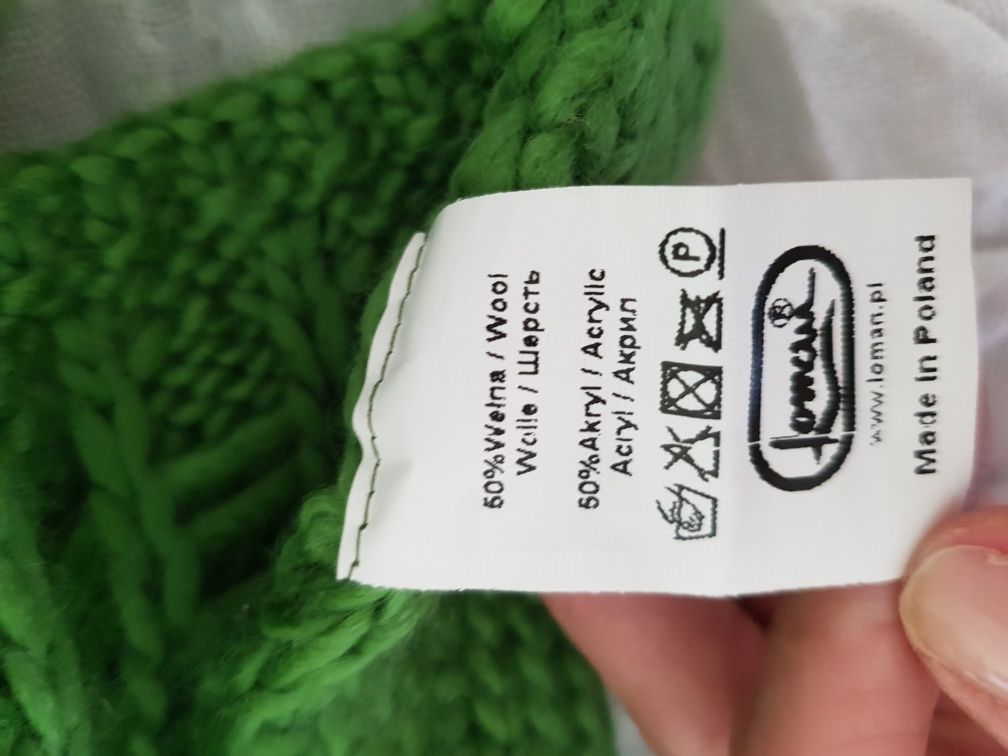 50%Wełna / Wool
Wolle / Шерсть
50%Akryl / Acrylic
Acryl / Акрил
P
Loman®
www.loman.pl
Made in Poland